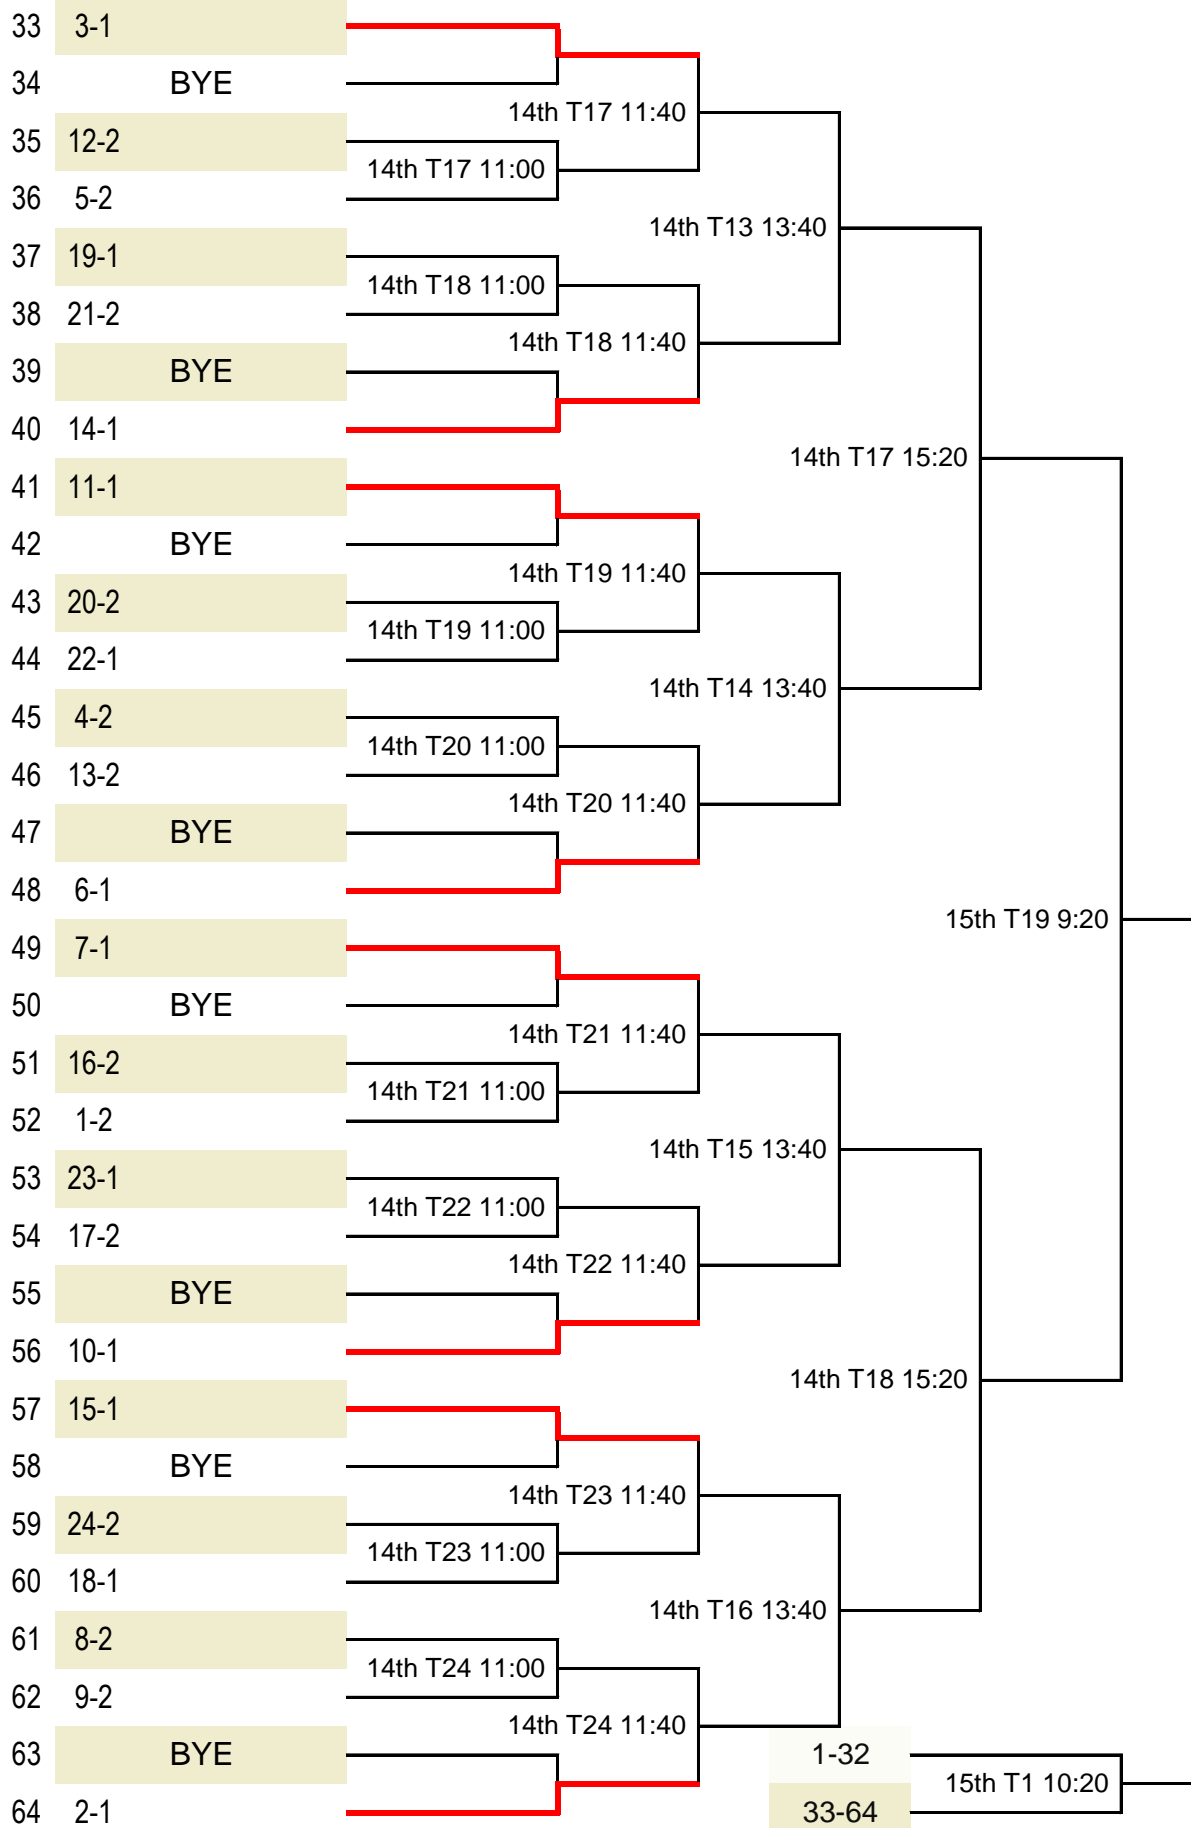 33 3-1
34 BYE
14th T17 11:40
35 12-2
14th T17 11:00
36 5-2
14th T13 13:40
37 19-1
14th T18 11:00
38 21-2
14th T18 11:40
39 BYE
40 14-1
14th T17 15:20
41 11-1
42 BYE
14th T19 11:40
43 20-2
14th T19 11:00
44 22-1
14th T14 13:40
45 4-2
14th T20 11:00
46 13-2
14th T20 11:40
47 BYE
48 6-1
15th T19 9:20
49 7-1
50 BYE
14th T21 11:40
51 16-2
14th T21 11:00
52 1-2
14th T15 13:40
53 23-1
14th T22 11:00
54 17-2
14th T22 11:40
55 BYE
56 10-1
14th T18 15:20
57 15-1
58 BYE
14th T23 11:40
59 24-2
14th T23 11:00
60 18-1
14th T16 13:40
61 8-2
14th T24 11:00
62 9-2
14th T24 11:40
63 BYE 1-32
15th T1 10:20
64 2-1 33-64